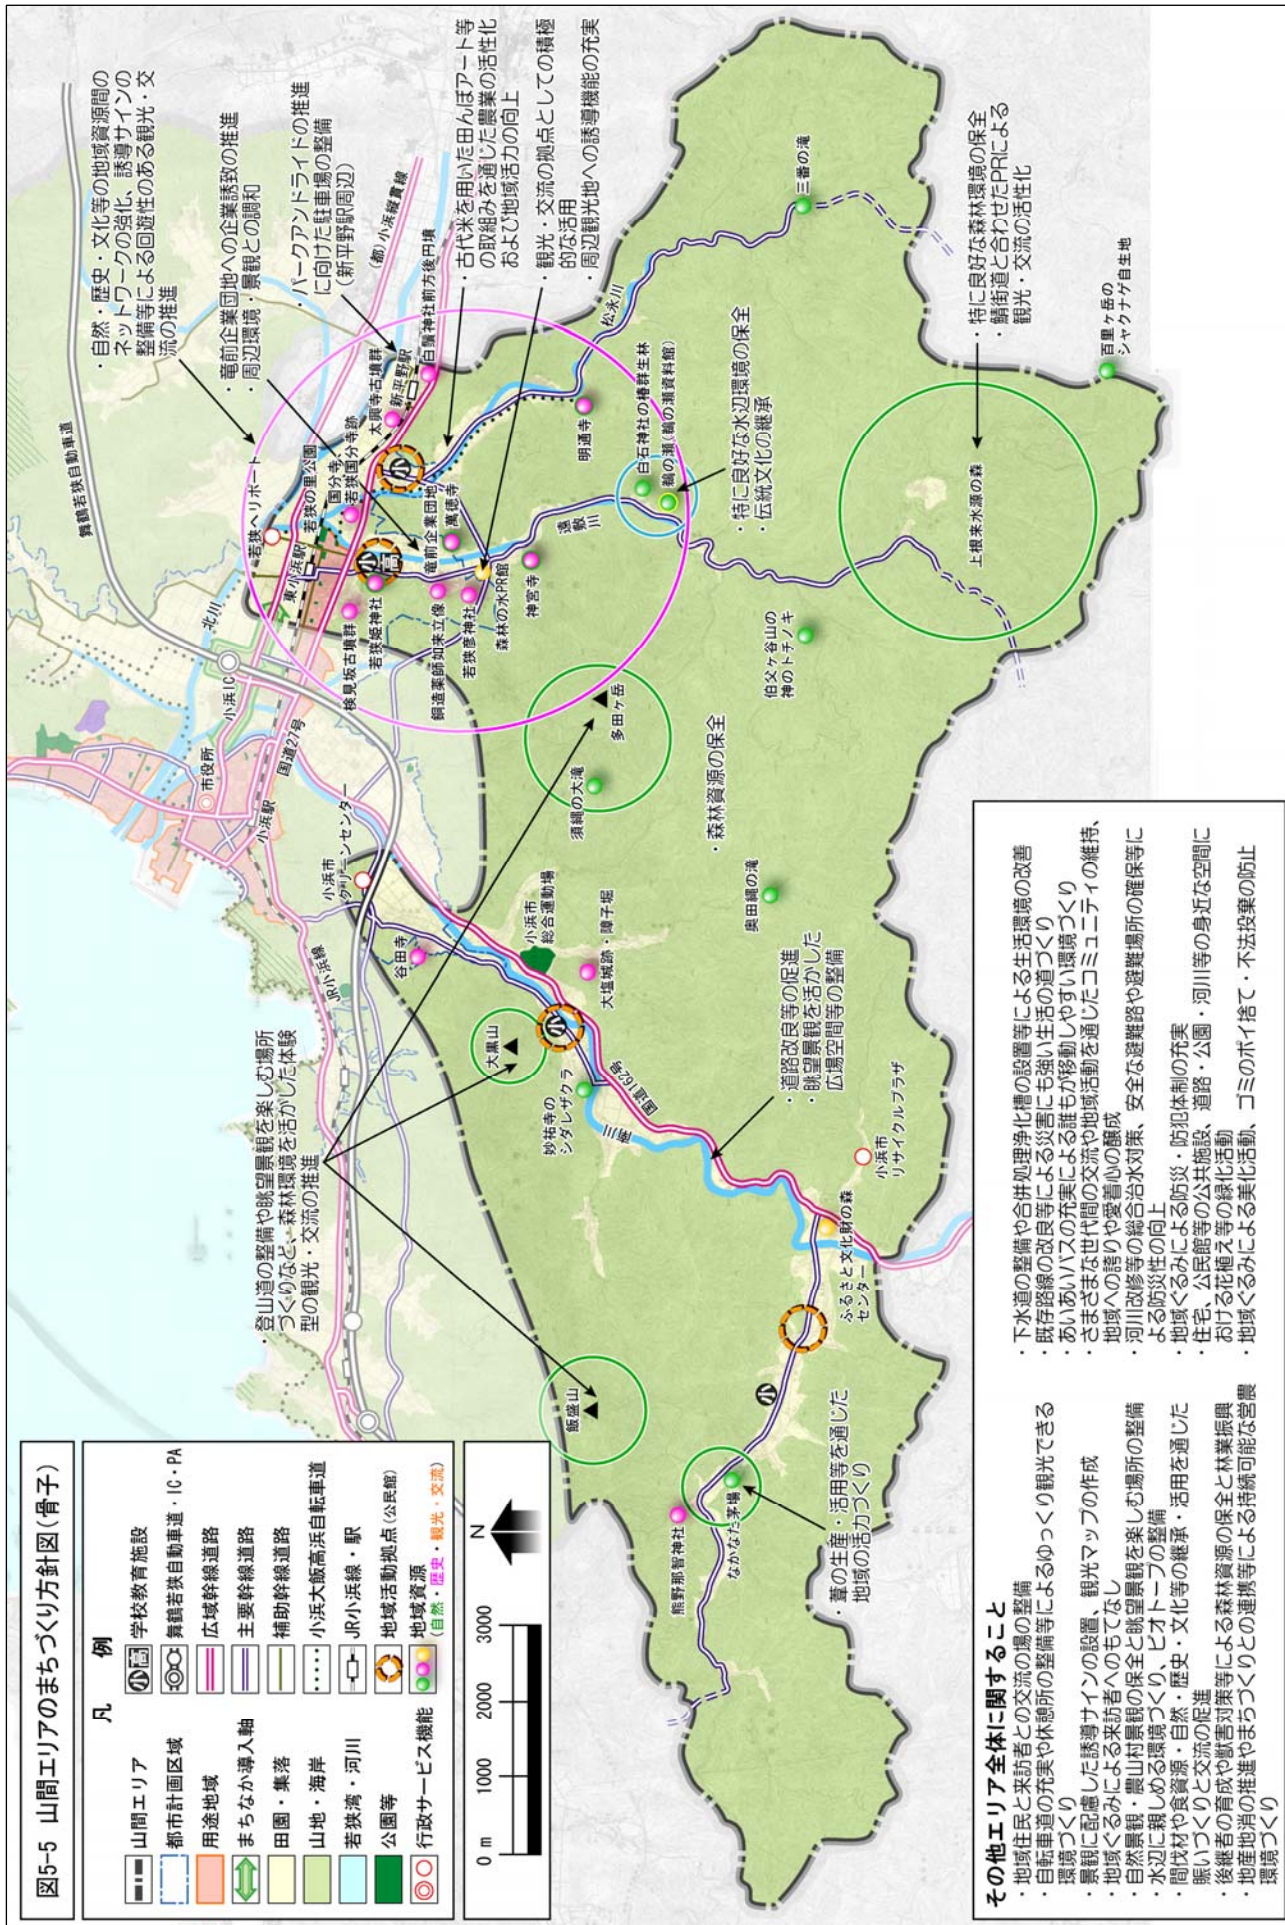 図5-5 山間エリアのまちづくり方針図(骨子)
凡 例
山間エリア
都市計画区域
用途地域
まちなか導入軸
田園・集落
山地・海岸
若狭湾・河川
公園等
行政サービス機能
小高 学校教育施設
舞鶴若狭自動車道・IC・PA
広域幹線道路
主要幹線道路
補助幹線道路
小浜大飯高浜自転車道
JR小浜線・駅
地域活動拠点(公民館)
地域資源
(自然・歴史・観光・交流)
0 m 1000 2000 3000
N
・登山道の整備や眺望景観を楽しむ場所
づくりなど、森林環境を活かした体験
型の観光・交流の推進
・自然・歴史・文化等の地域資源間の
ネットワークの強化、誘導サインの
整備等による回遊性のある観光・交
流の推進
・竜前企業団地への企業誘致の推進
・周辺環境・景観との調和
・パークアンドライドの推進
に向けた駐車場の整備
(新平野駅周辺)
・古代米を用いた田んぼアート等
の取組みを通じた農業の活性化
および地域活力の向上
・観光・交流の拠点としての積極
的な活用
・周辺観光地への誘導機能の充実
・特に良好な水辺環境の保全
・伝統文化の継承
・特に良好な森林環境の保全
・鯖街道と合わせたPRによる
観光・交流の活性化
・森林資源の保全
・道路改良等の促進
・眺望景観を活かした
広場空間等の整備
・葦の生産・活用等を通じた
地域の活力づくり
舞鶴若狭自動車道
(都)小浜縦貫線
若狭ヘリポート
北川
小浜IC
市役所
国道27号
小浜駅
JR小浜線
東小浜駅
若狭の里公園
国分寺、
若狭国分寺跡
太興寺古墳群
新平野駅
白鬚神社前方後円墳
小
小
高
検見坂古墳群
若狭姫神社
竜前企業団地
萬徳寺
銅造薬師如来立像
若狭彦神社
森林の水PR館
神宮寺
遠敷川
松永川
明通寺
白石神社の椿群生林
鵜の瀬(鵜の瀬資料館)
三番の滝
百里ヶ岳の
シャクナゲ自生地
上根来水源の森
伯父ヶ谷山の
神のトチノキ
多田ヶ岳
須縄の大滝
奥田縄の滝
小浜市
クリーンセンター
谷田寺
小浜市
総合運動場
大塩城跡・障子堀
大黒山
小
妙祐寺の
シダレザクラ
国道162号
南川
小浜市
リサイクルプラザ
ふるさと文化財の森
センター
小
飯盛山
熊野那智神社
なかなた茅場
その他エリア全体に関すること
・地域住民と来訪者との交流の場の整備
・自転車道の充実や休憩所の整備等によるゆっくり観光できる
環境づくり
・景観に配慮した誘導サインの設置、観光マップの作成
・地域ぐるみによる来訪者へのもてなし
・自然景観・農山村景観の保全と眺望景観を楽しむ場所の整備
・水辺に親しめる環境づくり、ビオトープの整備
・間伐材や食資源・自然・歴史・文化等の継承・活用を通じた
賑いづくりと交流の促進
・後継者の育成や獣害対策等による森林資源の保全と林業振興
・地産地消の推進やまちづくりとの連携等による持続可能な営農
環境づくり
・下水道の整備や合併処理浄化槽の設置等による生活環境の改善
・既存路線の改良等による災害にも強い生活の道づくり
・あいあいバスの充実による誰もが移動しやすい環境づくり
・さまざまな世代間の交流や地域活動を通じたコミュニティの維持、
地域への誇りや愛着心の醸成
・河川改修等の総合治水対策、安全な避難路や避難場所の確保等に
よる防災性の向上
・地域ぐるみによる防災・防犯体制の充実
・住宅、公民館等の公共施設、道路・公園・河川等の身近な空間に
おける花植え等の緑化活動
・地域ぐるみによる美化活動、ゴミのポイ捨て・不法投棄の防止